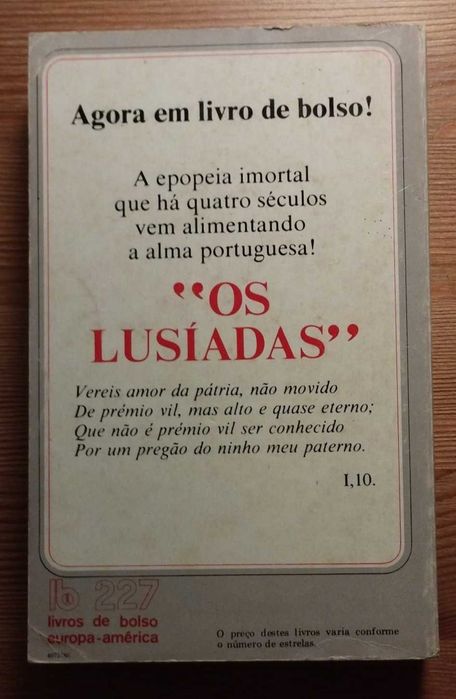 Agora em livro de bolso!
A epopeia imortal
que há quatro séculos
vem alimentando
a alma portuguesa!
“OS
LUSÍADAS”
Vereis amor da pátria, não movido
De prémio vil, mas alto e quase eterno;
Que não é prémio vil ser conhecido
Por um pregão do ninho meu paterno.
I,10.
lb 227
livros de bolso
europa-américa
O preço destes livros varia conforme
o número de estrelas.